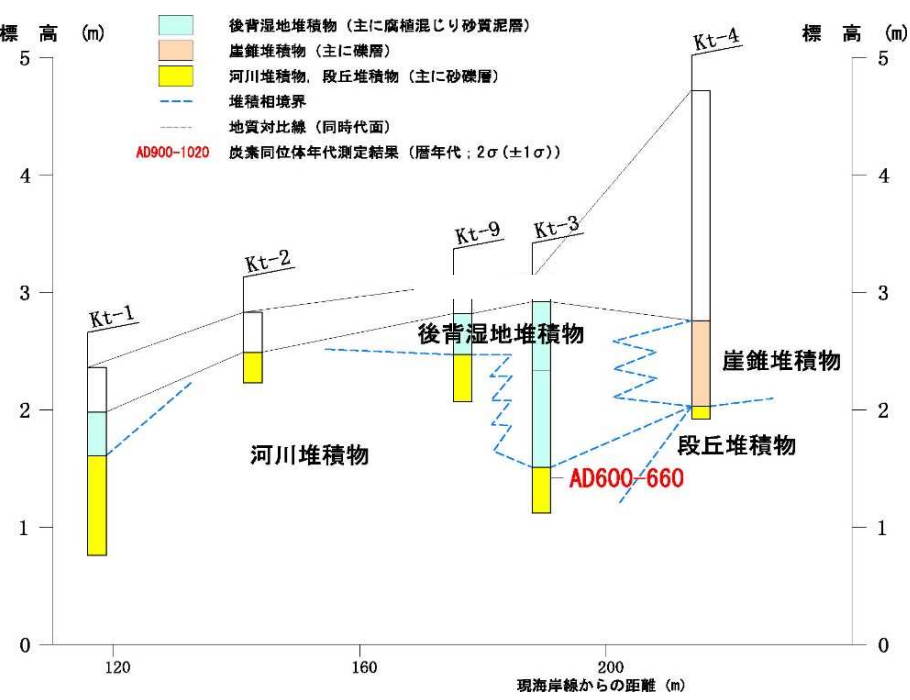 標 高 (m)
後背湿地堆積物 (主に腐植混じり砂質泥層)
崖錐堆積物 (主に礫層)
河川堆積物, 段丘堆積物 (主に砂礫層)
堆積相境界
地質対比線 (同時代面)
AD900-1020 炭素同位体年代測定結果 (暦年代 ; 2σ(±1σ))
標 高 (m)
5
4
3
2
1
0
Kt-1
Kt-2
Kt-9
Kt-3
Kt-4
後背湿地堆積物
崖錐堆積物
河川堆積物
段丘堆積物
AD600-660
5
4
3
2
1
0
120
160
200
現海岸線からの距離 (m)